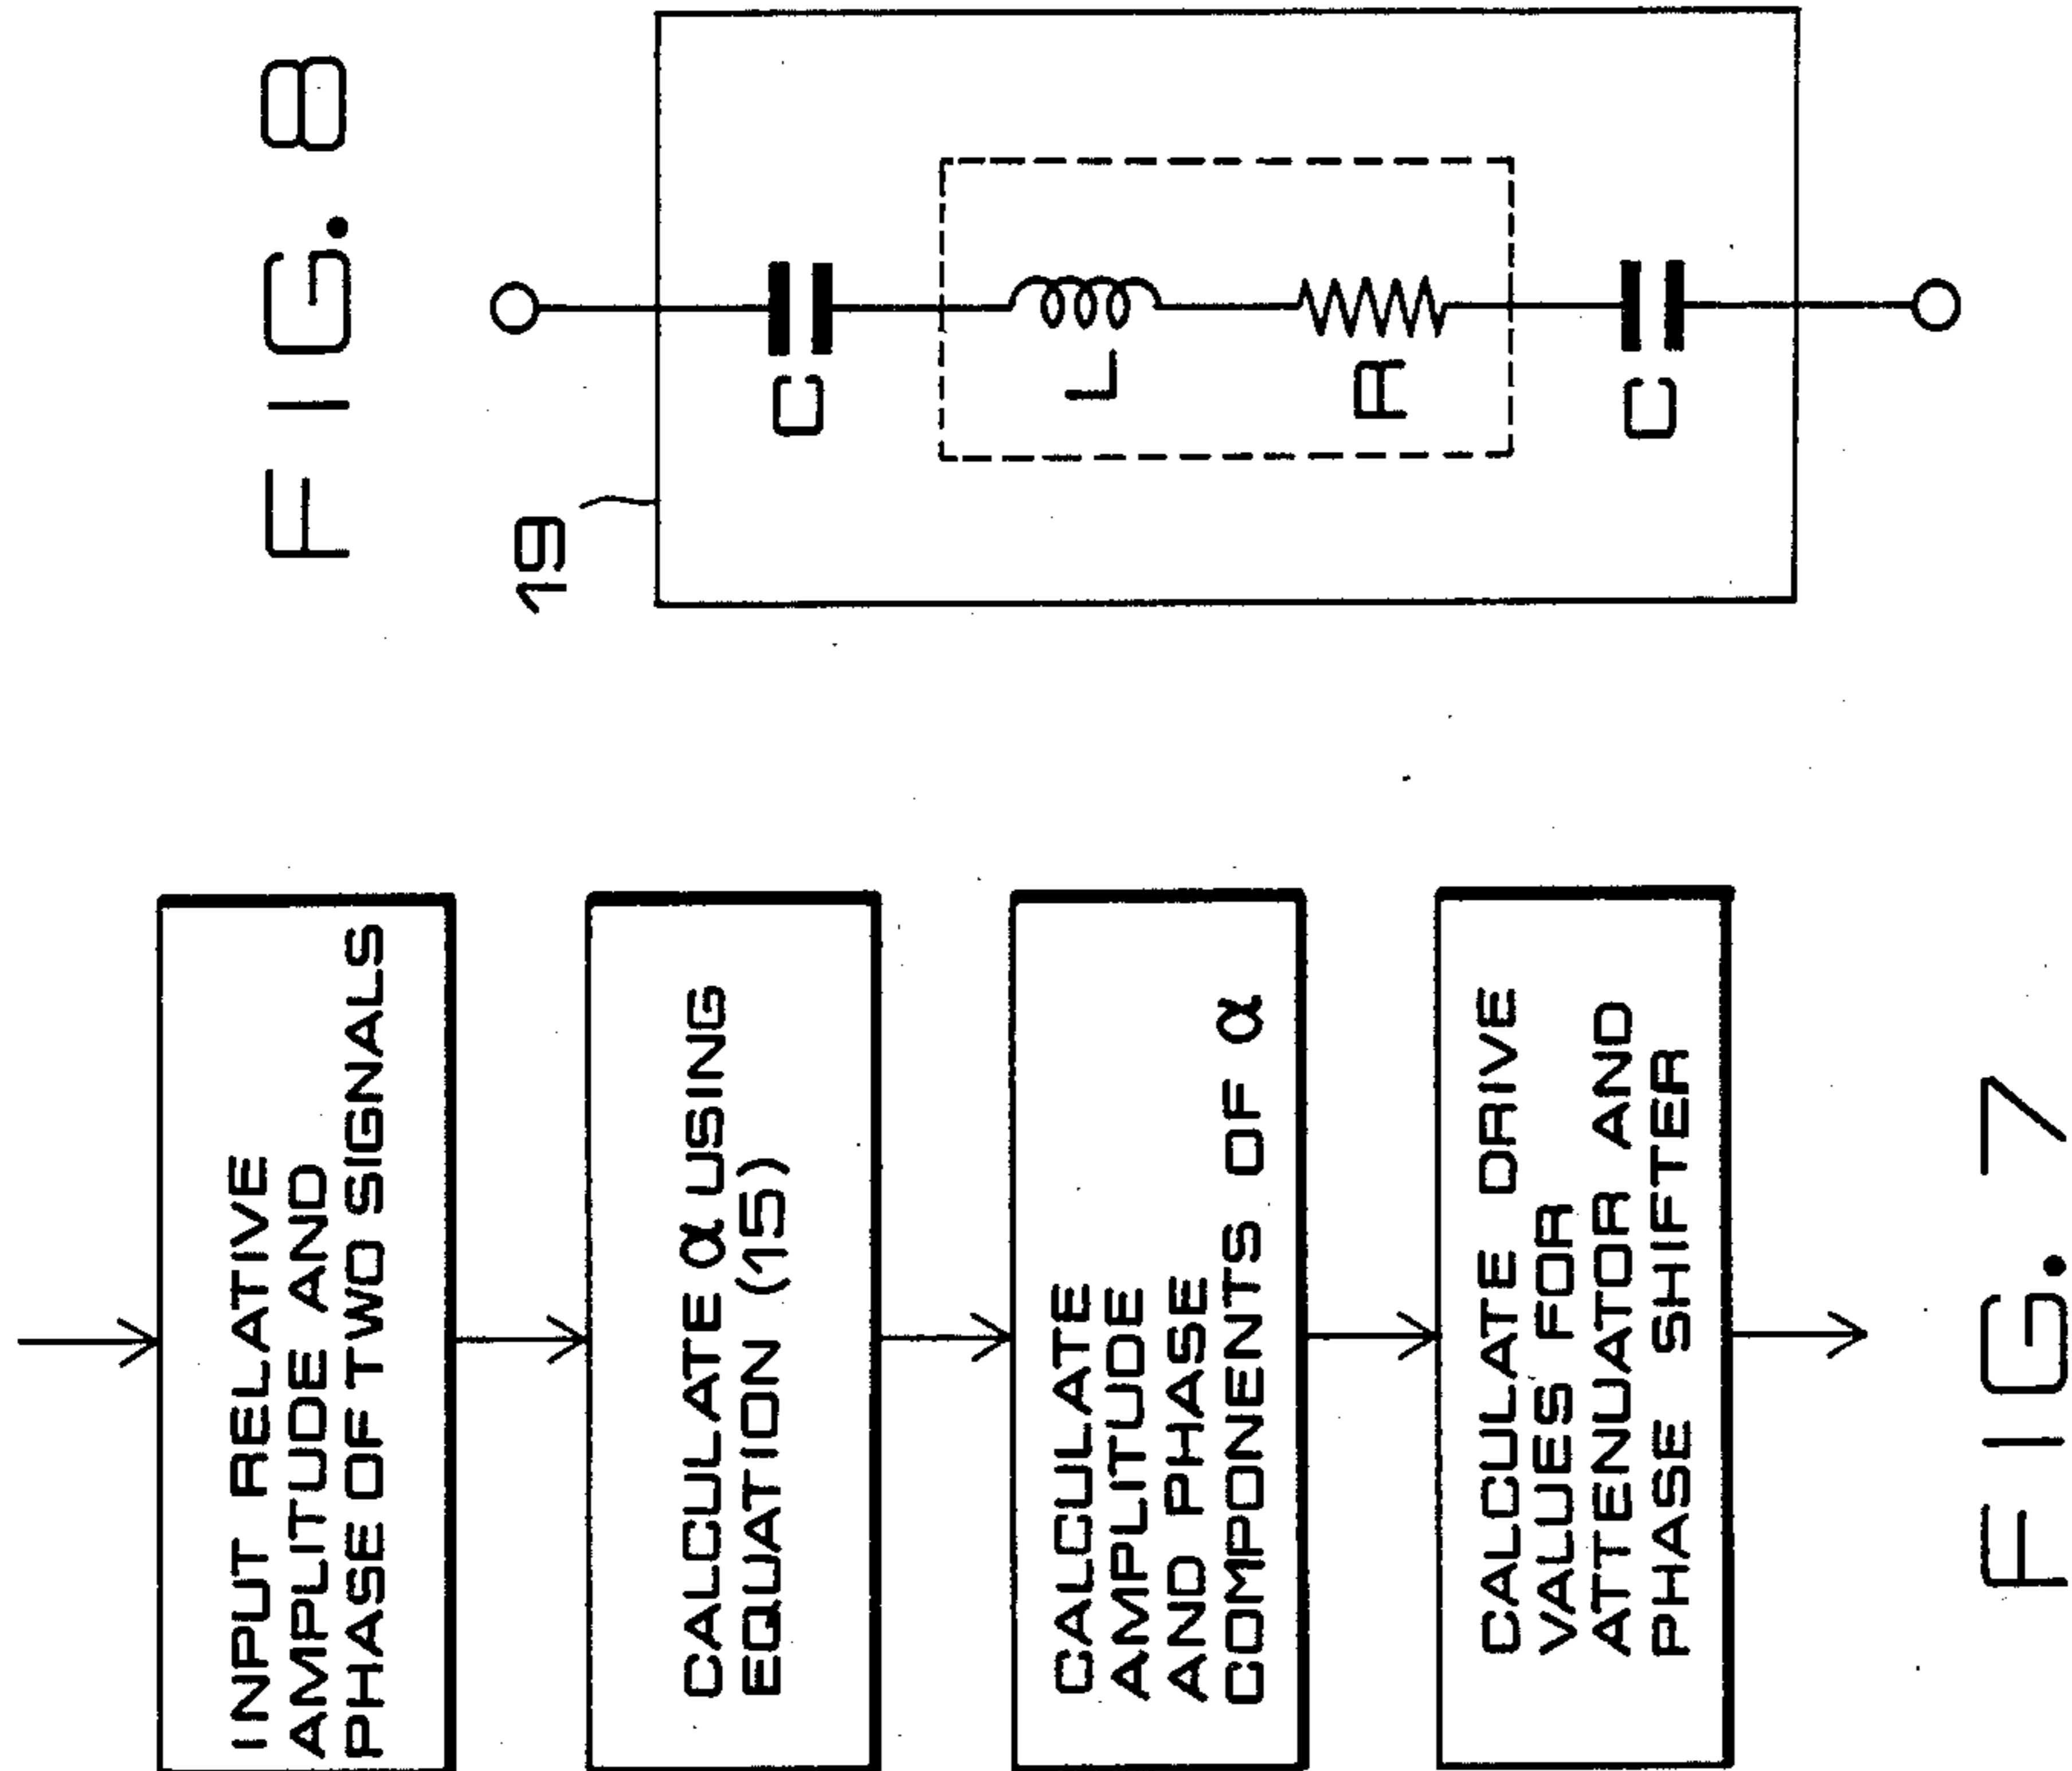 FIG. 8
19
C
L
R
C
INPUT RELATIVE
AMPLITUDE AND
PHASE OF TWO SIGNALS
CALCULATE α USING
EQUATION (15)
CALCULATE
AMPLITUDE
AND PHASE
COMPONENTS OF α
CALCULATE DRIVE
VALUES FOR
ATTENUATOR AND
PHASE SHIFTER
FIG. 7